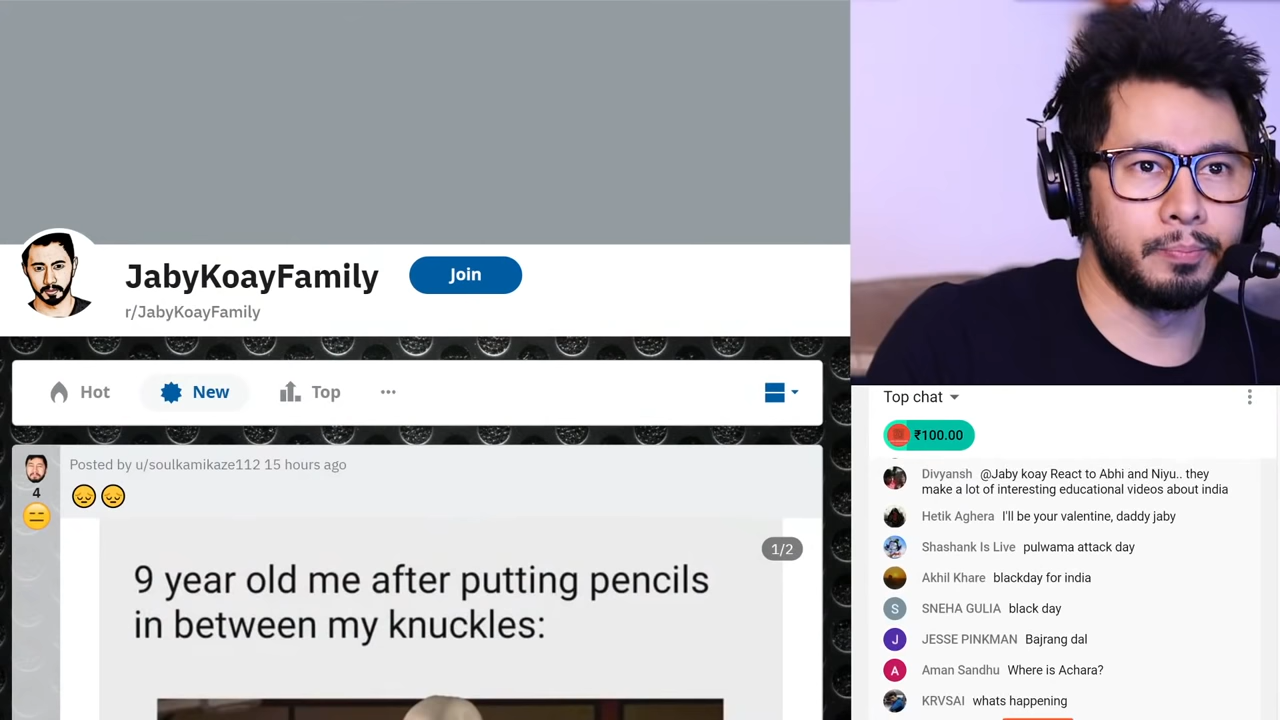 JabyKoayFamily
Join
r/JabyKoayFamily
Hot
New
Top
Posted by u/soulkamikaze112 15 hours ago
4
1/2
9 year old me after putting pencils
in between my knuckles:
Top chat
₹100.00
Divyansh @Jaby koay React to Abhi and Niyu.. they
make a lot of interesting educational videos about india
Hetik Aghera I'll be your valentine, daddy jaby
Shashank Is Live pulwama attack day
Akhil Khare blackday for india
S SNEHA GULIA black day
J JESSE PINKMAN Bajrang dal
A Aman Sandhu Where is Achara?
KRVSAI whats happening